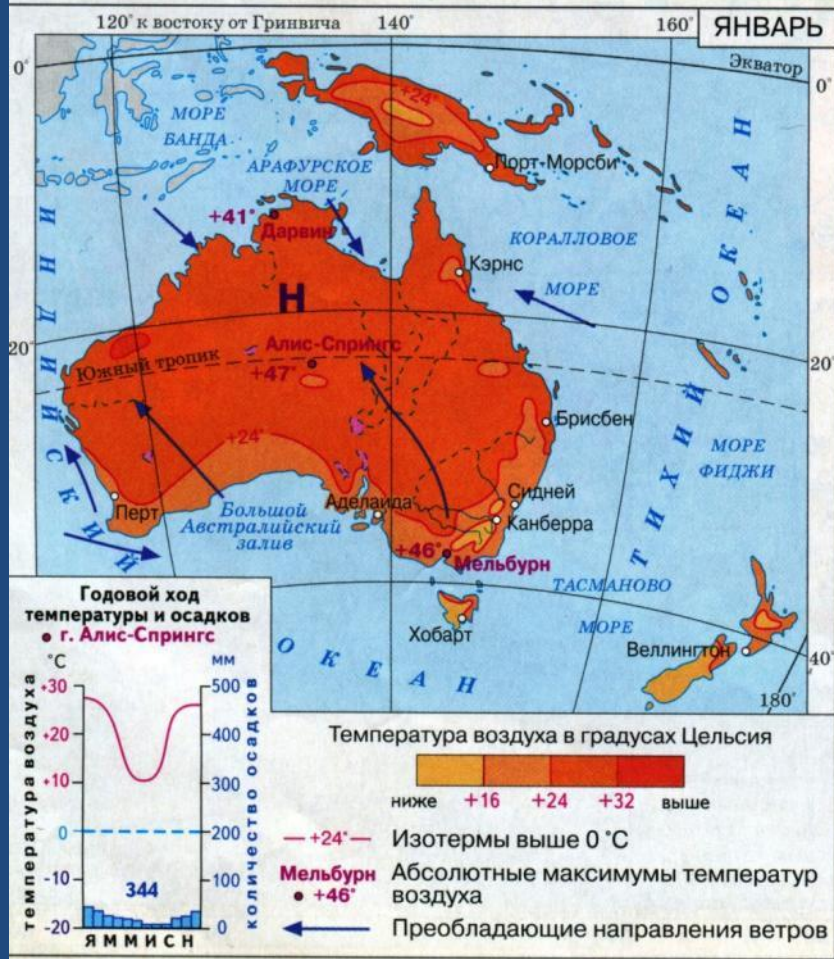 120° к востоку от Гринвича
140°
160°
ЯНВАРЬ
0°
Экватор
0°
+24°
МОРЕ
БАНДА
АРАФУРСКОЕ
МОРЕ
Порт-Морсби
+41°
Дарвин
КОРАЛЛОВОЕ
МОРЕ
Кэрнс
Н
20°
Южный тропик
Алис-Спрингс
+47°
20°
+24°
Брисбен
МОРЕ
ФИДЖИ
ИНДИЙСКИЙ
ТИХИЙ
ОКЕАН
Перт
Большой
Австралийский
залив
Аделаида
Сидней
Канберра
+46°
Мельбурн
ТАСМАНОВО
МОРЕ
Хобарт
Веллингтон
40°
180°
ОКЕАН
Годовой ход
температуры и осадков
г. Алис-Спрингс
°С
мм
+30
500
+20
400
+10
300
0
200
-10
100
-20
0
344
температура воздуха
количество осадков
Я М М И С Н
Температура воздуха в градусах Цельсия
ниже +16 +24 +32 выше
+24° Изотермы выше 0 °С
Мельбурн
+46°
Абсолютные максимумы температур
воздуха
Преобладающие направления ветров